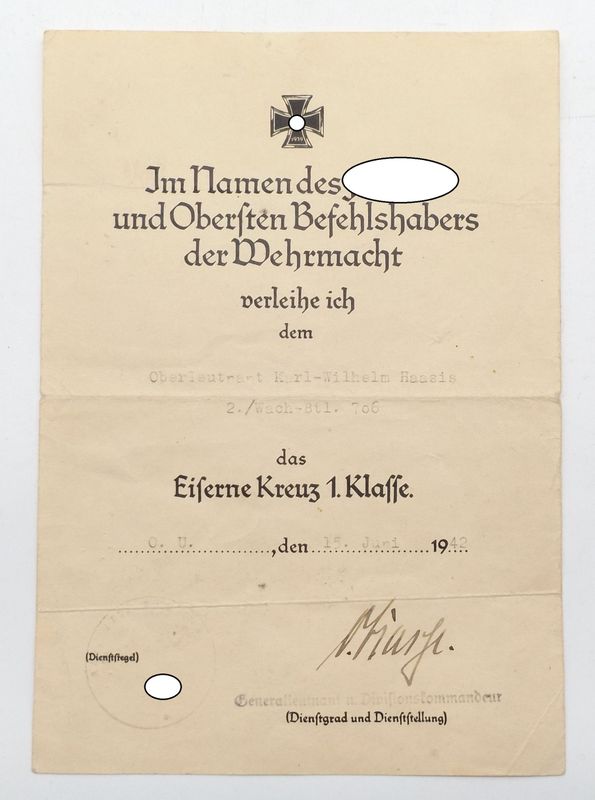 1939
Im Namen des
und Oberſten Befehlshabers
der Wehrmacht
verleihe ich
dem
Oberleutnant Karl-Wilhelm Haasis
2./Wach-Btl. 706
das
Eiſerne Kreuz 1. Klaſſe.
O. U. , den 15. Juni 1942
(Dienſtſiegel)
Generalleutnant u. Diviſionskommandeur
(Dienſtgrad und Dienſtſtellung)